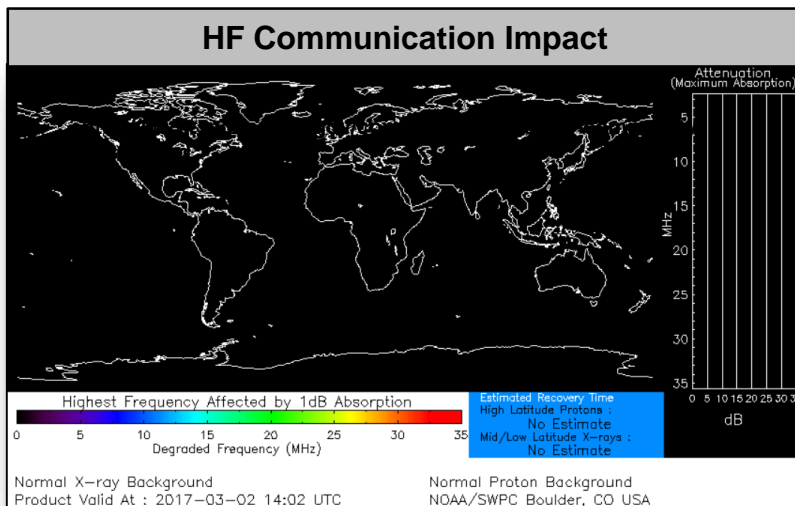 HF Communication Impact
Attenuation
(Maximum Absorption)
5
10
15
20
25
30
35
MHz
0 5 10 15 20 25 30
dB
Highest Frequency Affected by 1dB Absorption
0 5 10 15 20 25 30 35
Degraded Frequency (MHz)
Estimated Recovery Time
High Latitude Protons :
No Estimate
Mid/Low Latitude X-rays :
No Estimate
Normal X-ray Background
Normal Proton Background
Product Valid At : 2017-03-02 14:02 UTC
NOAA/SWPC Boulder, CO USA